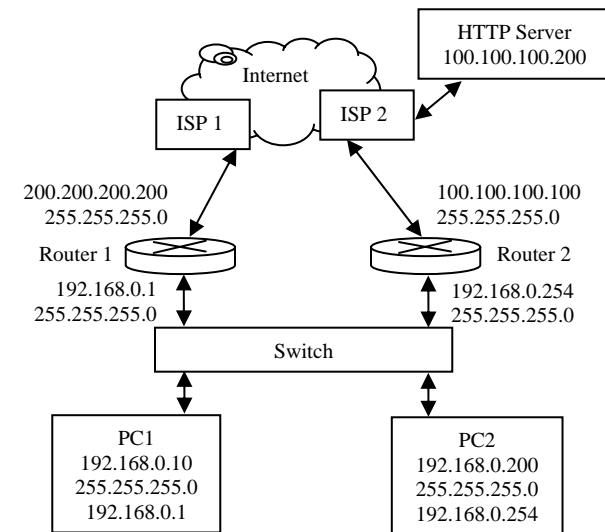 HTTP Server
100.100.100.200
Internet
ISP 1
ISP 2
200.200.200.200
255.255.255.0
100.100.100.100
255.255.255.0
Router 1
Router 2
192.168.0.1
255.255.255.0
192.168.0.254
255.255.255.0
Switch
PC1
192.168.0.10
255.255.255.0
192.168.0.1
PC2
192.168.0.200
255.255.255.0
192.168.0.254